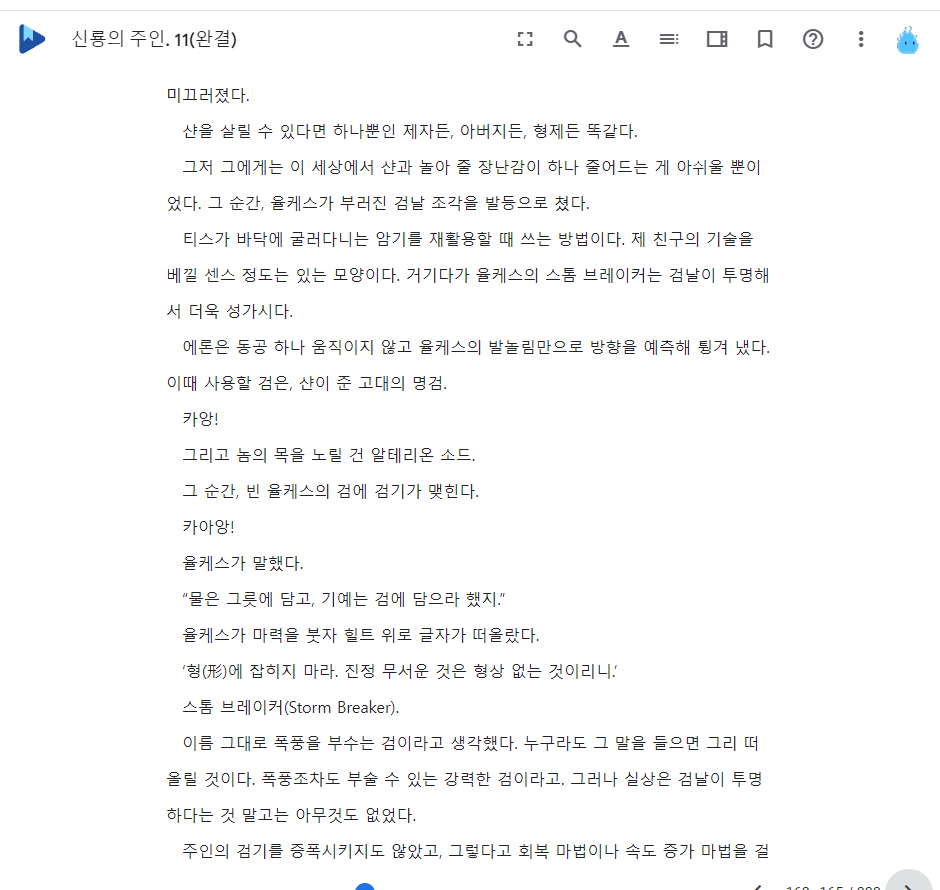 신룡의 주인. 11(완결)
미끄러졌다.
샨을 살릴 수 있다면 하나뿐인 제자든, 아버지든, 형제든 똑같다.
그저 그에게는 이 세상에서 샨과 놀아 줄 장난감이 하나 줄어드는 게 아쉬울 뿐이
었다. 그 순간, 율케스가 부러진 검날 조각을 발등으로 쳤다.
티스가 바닥에 굴러다니는 암기를 재활용할 때 쓰는 방법이다. 제 친구의 기술을
베낄 센스 정도는 있는 모양이다. 거기다가 율케스의 스톰 브레이커는 검날이 투명해
서 더욱 성가시다.
에론은 동공 하나 움직이지 않고 율케스의 발놀림만으로 방향을 예측해 튕겨 냈다.
이때 사용할 검은, 샨이 준 고대의 명검.
카앙!
그리고 놈의 목을 노릴 건 알테리온 소드.
그 순간, 빈 율케스의 검에 검기가 맺힌다.
카아앙!
율케스가 말했다.
“물은 그릇에 담고, 기예는 검에 담으라 했지.”
율케스가 마력을 붓자 힐트 위로 글자가 떠올랐다.
‘형(形)에 잡히지 마라. 진정 무서운 것은 형상 없는 것이리니.’
스톰 브레이커(Storm Breaker).
이름 그대로 폭풍을 부수는 검이라고 생각했다. 누구라도 그 말을 들으면 그리 떠
올릴 것이다. 폭풍조차도 부술 수 있는 강력한 검이라고. 그러나 실상은 검날이 투명
하다는 것 말고는 아무것도 없었다.
주인의 검기를 증폭시키지도 않았고, 그렇다고 회복 마법이나 속도 증가 마법을 걸